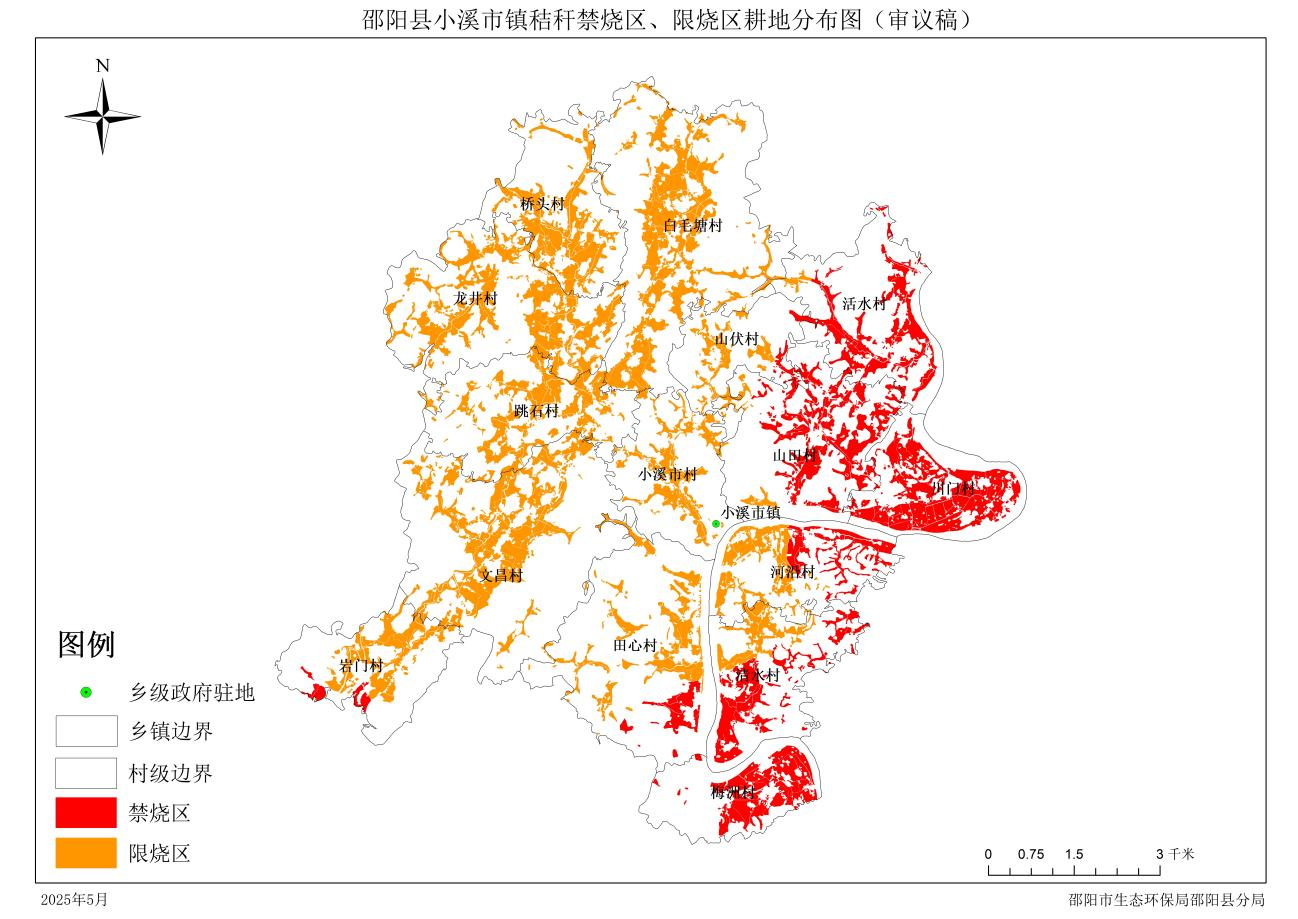 邵阳县小溪市镇秸秆禁烧区、限烧区耕地分布图（审议稿）
N
桥头村
白毛塘村
龙井村
活水村
山伏村
跳石村
山田村
小溪市村
川门村
小溪市镇
文昌村
河沿村
田心村
岩门村
清水村
梅洲村
图例
乡级政府驻地
乡镇边界
村级边界
禁烧区
限烧区
0 0.75 1.5 3 千米
2025年5月
邵阳市生态环保局邵阳县分局